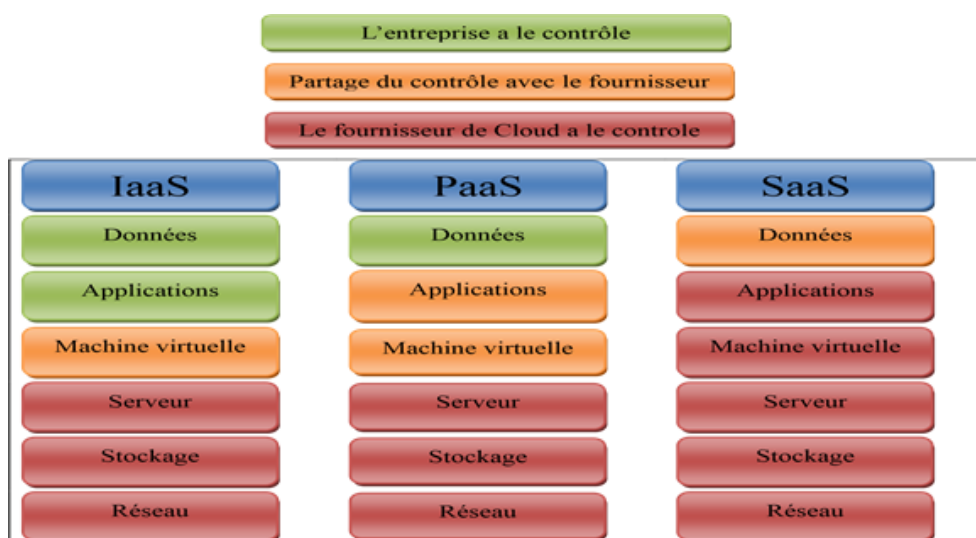 L'entreprise a le contrôle
Partage du contrôle avec le fournisseur
Le fournisseur de Cloud a le controle
IaaS PaaS SaaS
Données Données Données
Applications Applications Applications
Machine virtuelle Machine virtuelle Machine virtuelle
Serveur Serveur Serveur
Stockage Stockage Stockage
Réseau Réseau Réseau